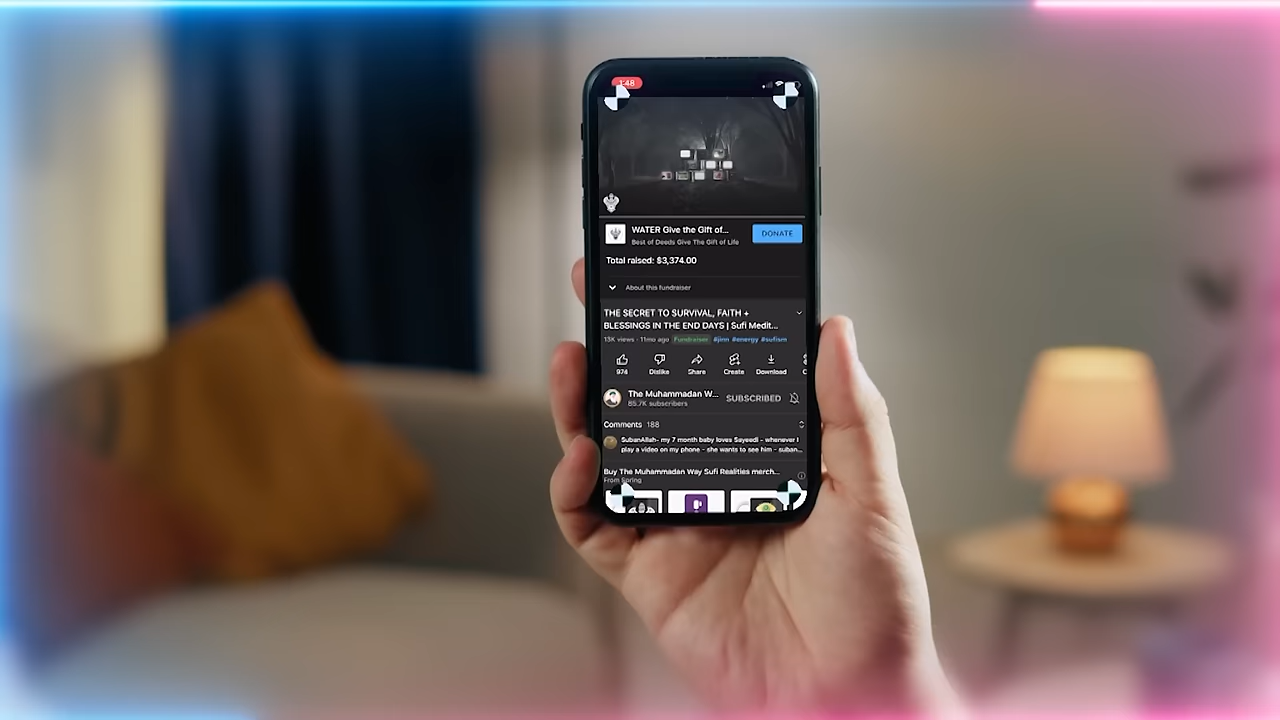 1:48
WATER Give the Gift of...
Best of Deeds Give The Gift of Life
DONATE
Total raised: $3,374.00
About this fundraiser
THE SECRET TO SURVIVAL, FAITH +
BLESSINGS IN THE END DAYS | Sufi Medit...
13K views · 11mo ago Fundraiser #jinn #energy #sufism
974 Dislike Share Create Download
The Muhammadan W... SUBSCRIBED
85.7K subscribers
Comments 188
SubanAllah- my 7 month baby loves Sayeedi - whenever I
play a video on my phone - she wants to see him - suban...
Buy The Muhammadan Way Sufi Realities merch...
From Spring